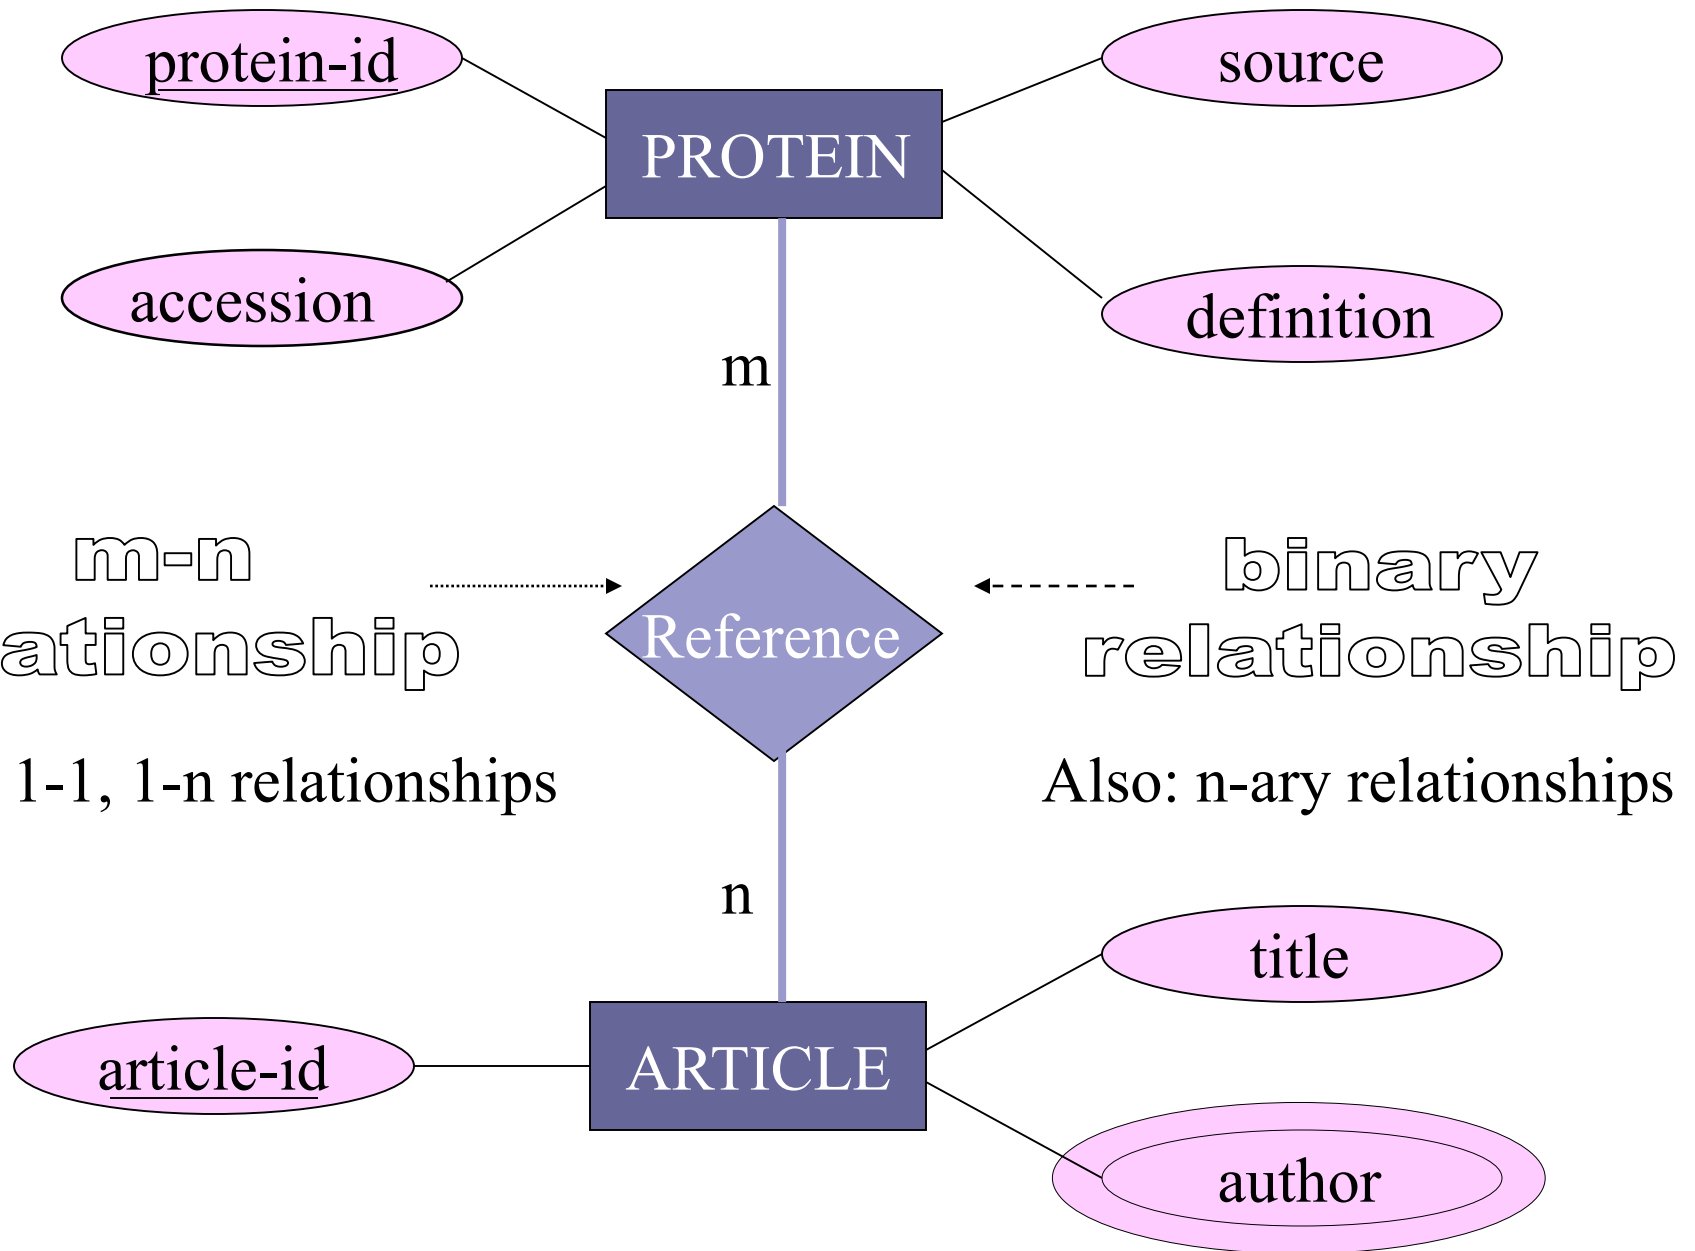 protein-id
source
PROTEIN
accession
definition
m
m-n
ationship
binary
relationship
Reference
1-1, 1-n relationships
Also: n-ary relationships
n
title
article-id
ARTICLE
author